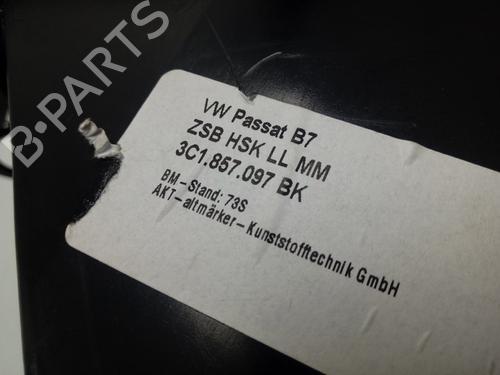 B-PARTS
VW Passat B7
ZSB HSK LL MM
3C1.857.097 BK
BM-Stand: 73S
AKT-altmärker-Kunststofftechnik GmbH